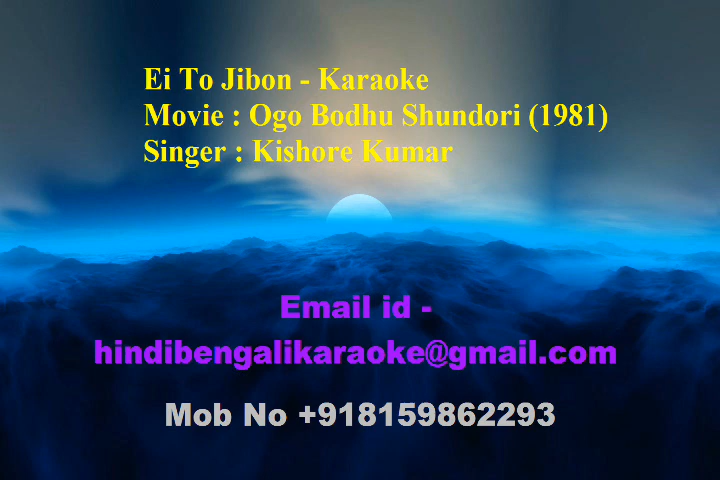 Ei To Jibon - Karaoke
Movie : Ogo Bodhu Shundori (1981)
Singer : Kishore Kumar
Email id -
hindibengalikaraoke@gmail.com
Mob No +918159862293